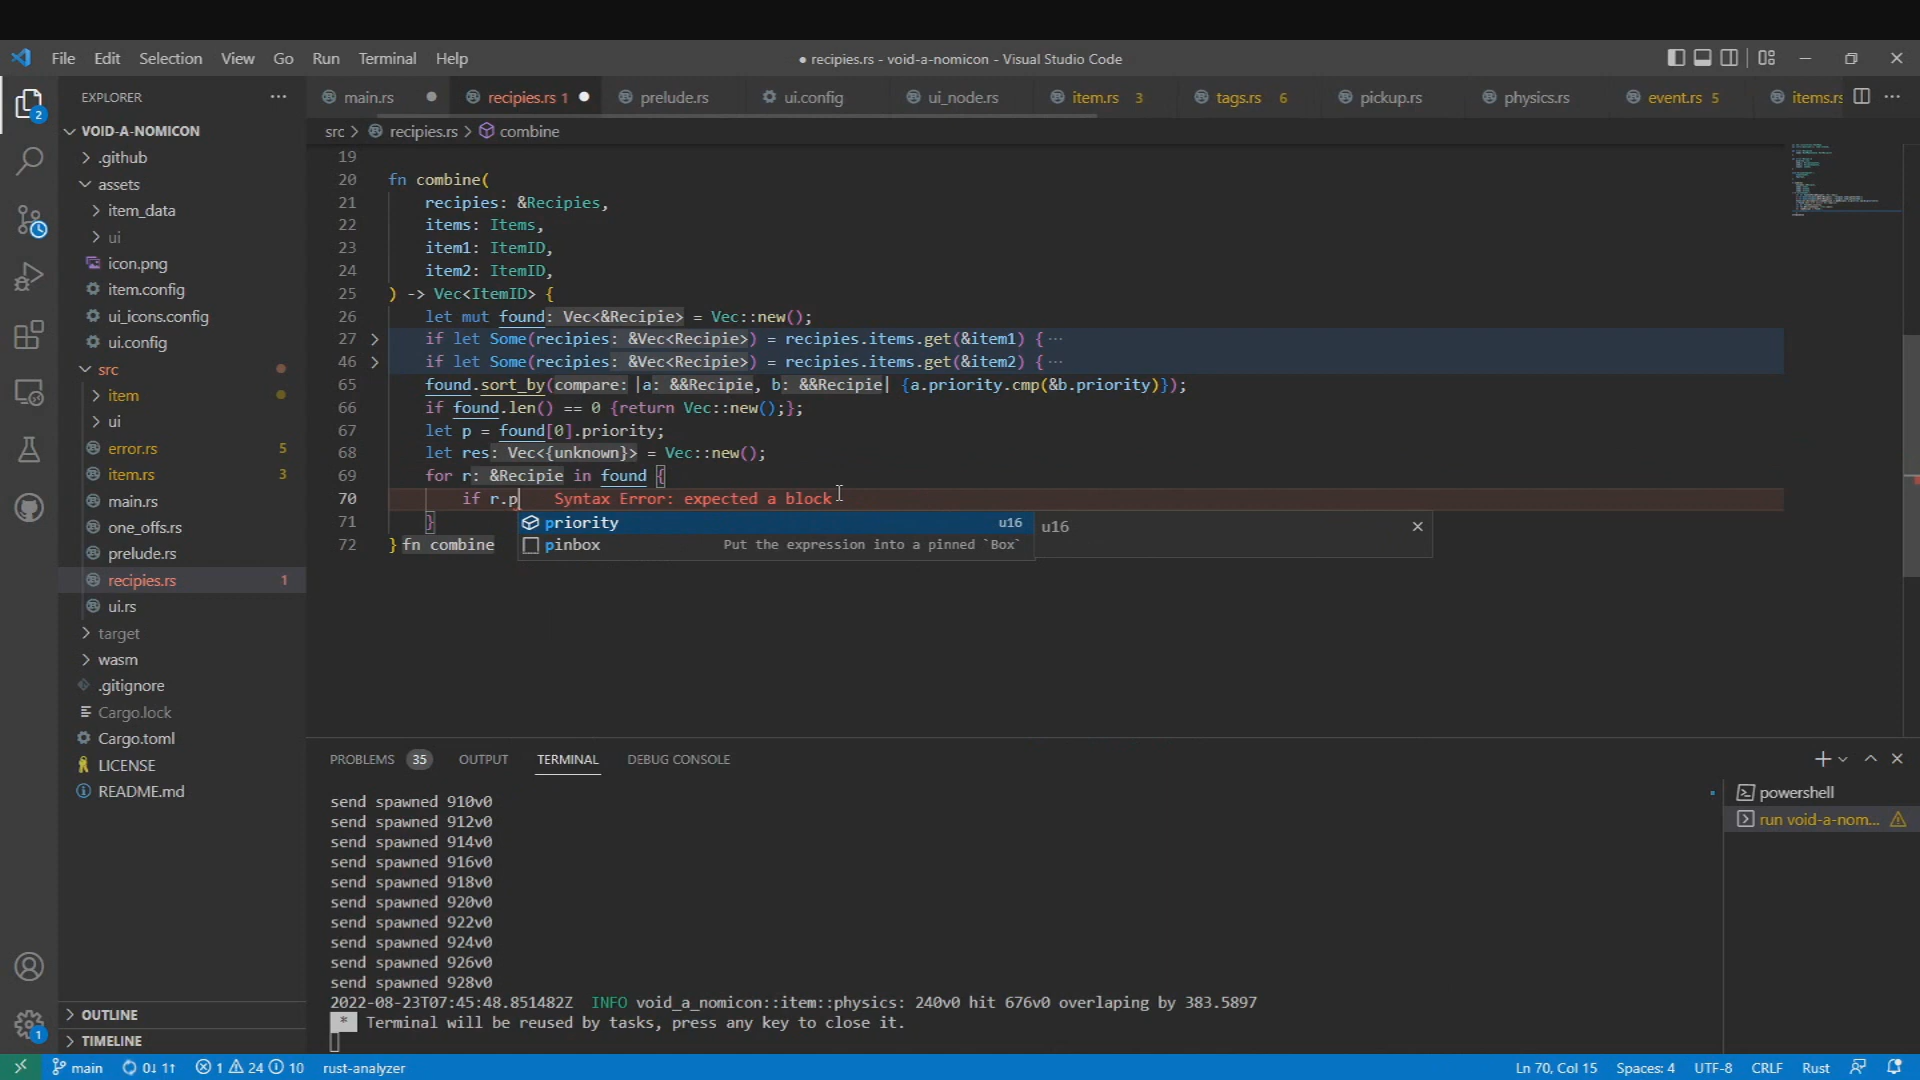 File Edit Selection View Go Run Terminal Help
● recipies.rs - void-a-nomicon - Visual Studio Code
EXPLORER
main.rs
recipies.rs 1
prelude.rs
ui.config
ui_node.rs
item.rs 3
tags.rs 6
pickup.rs
physics.rs
event.rs 5
items.rs
VOID-A-NOMICON
.github
assets
item_data
ui
icon.png
item.config
ui_icons.config
ui.config
src
item
ui
error.rs 5
item.rs 3
main.rs
one_offs.rs
prelude.rs
recipies.rs 1
ui.rs
target
wasm
.gitignore
Cargo.lock
Cargo.toml
LICENSE
README.md
OUTLINE
TIMELINE
src > recipies.rs > combine
19
20 fn combine(
21 recipies: &Recipies,
22 items: Items,
23 item1: ItemID,
24 item2: ItemID,
25 ) -> Vec<ItemID> {
26 let mut found: Vec<&Recipie> = Vec::new();
27 if let Some(recipies: &Vec<Recipie>) = recipies.items.get(&item1) {…
46 if let Some(recipies: &Vec<Recipie>) = recipies.items.get(&item2) {…
65 found.sort_by(compare: |a: &&Recipie, b: &&Recipie| {a.priority.cmp(&b.priority)});
66 if found.len() == 0 {return Vec::new();};
67 let p = found[0].priority;
68 let res: Vec<{unknown}> = Vec::new();
69 for r: &Recipie in found {
70 if r.p Syntax Error: expected a block
71 }
72 } fn combine
priority u16
pinbox Put the expression into a pinned `Box`
u16
PROBLEMS 35 OUTPUT TERMINAL DEBUG CONSOLE
send spawned 910v0
send spawned 912v0
send spawned 914v0
send spawned 916v0
send spawned 918v0
send spawned 920v0
send spawned 922v0
send spawned 924v0
send spawned 926v0
send spawned 928v0
2022-08-23T07:45:48.851482Z INFO void_a_nomicon::item::physics: 240v0 hit 676v0 overlaping by 383.5897
* Terminal will be reused by tasks, press any key to close it.
powershell
run void-a-nom...
2
1
main 0↓ 1↑ 1 24 10 rust-analyzer
Ln 70, Col 15 Spaces: 4 UTF-8 CRLF Rust